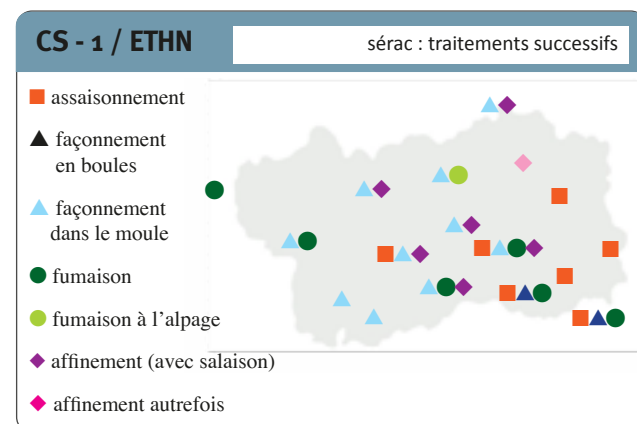 CS - 1 / ETHN
sérac : traitements successifs
assaisonnement
façonnement
en boules
façonnement
dans le moule
fumaison
fumaison à l'alpage
affinement (avec salaison)
affinement autrefois